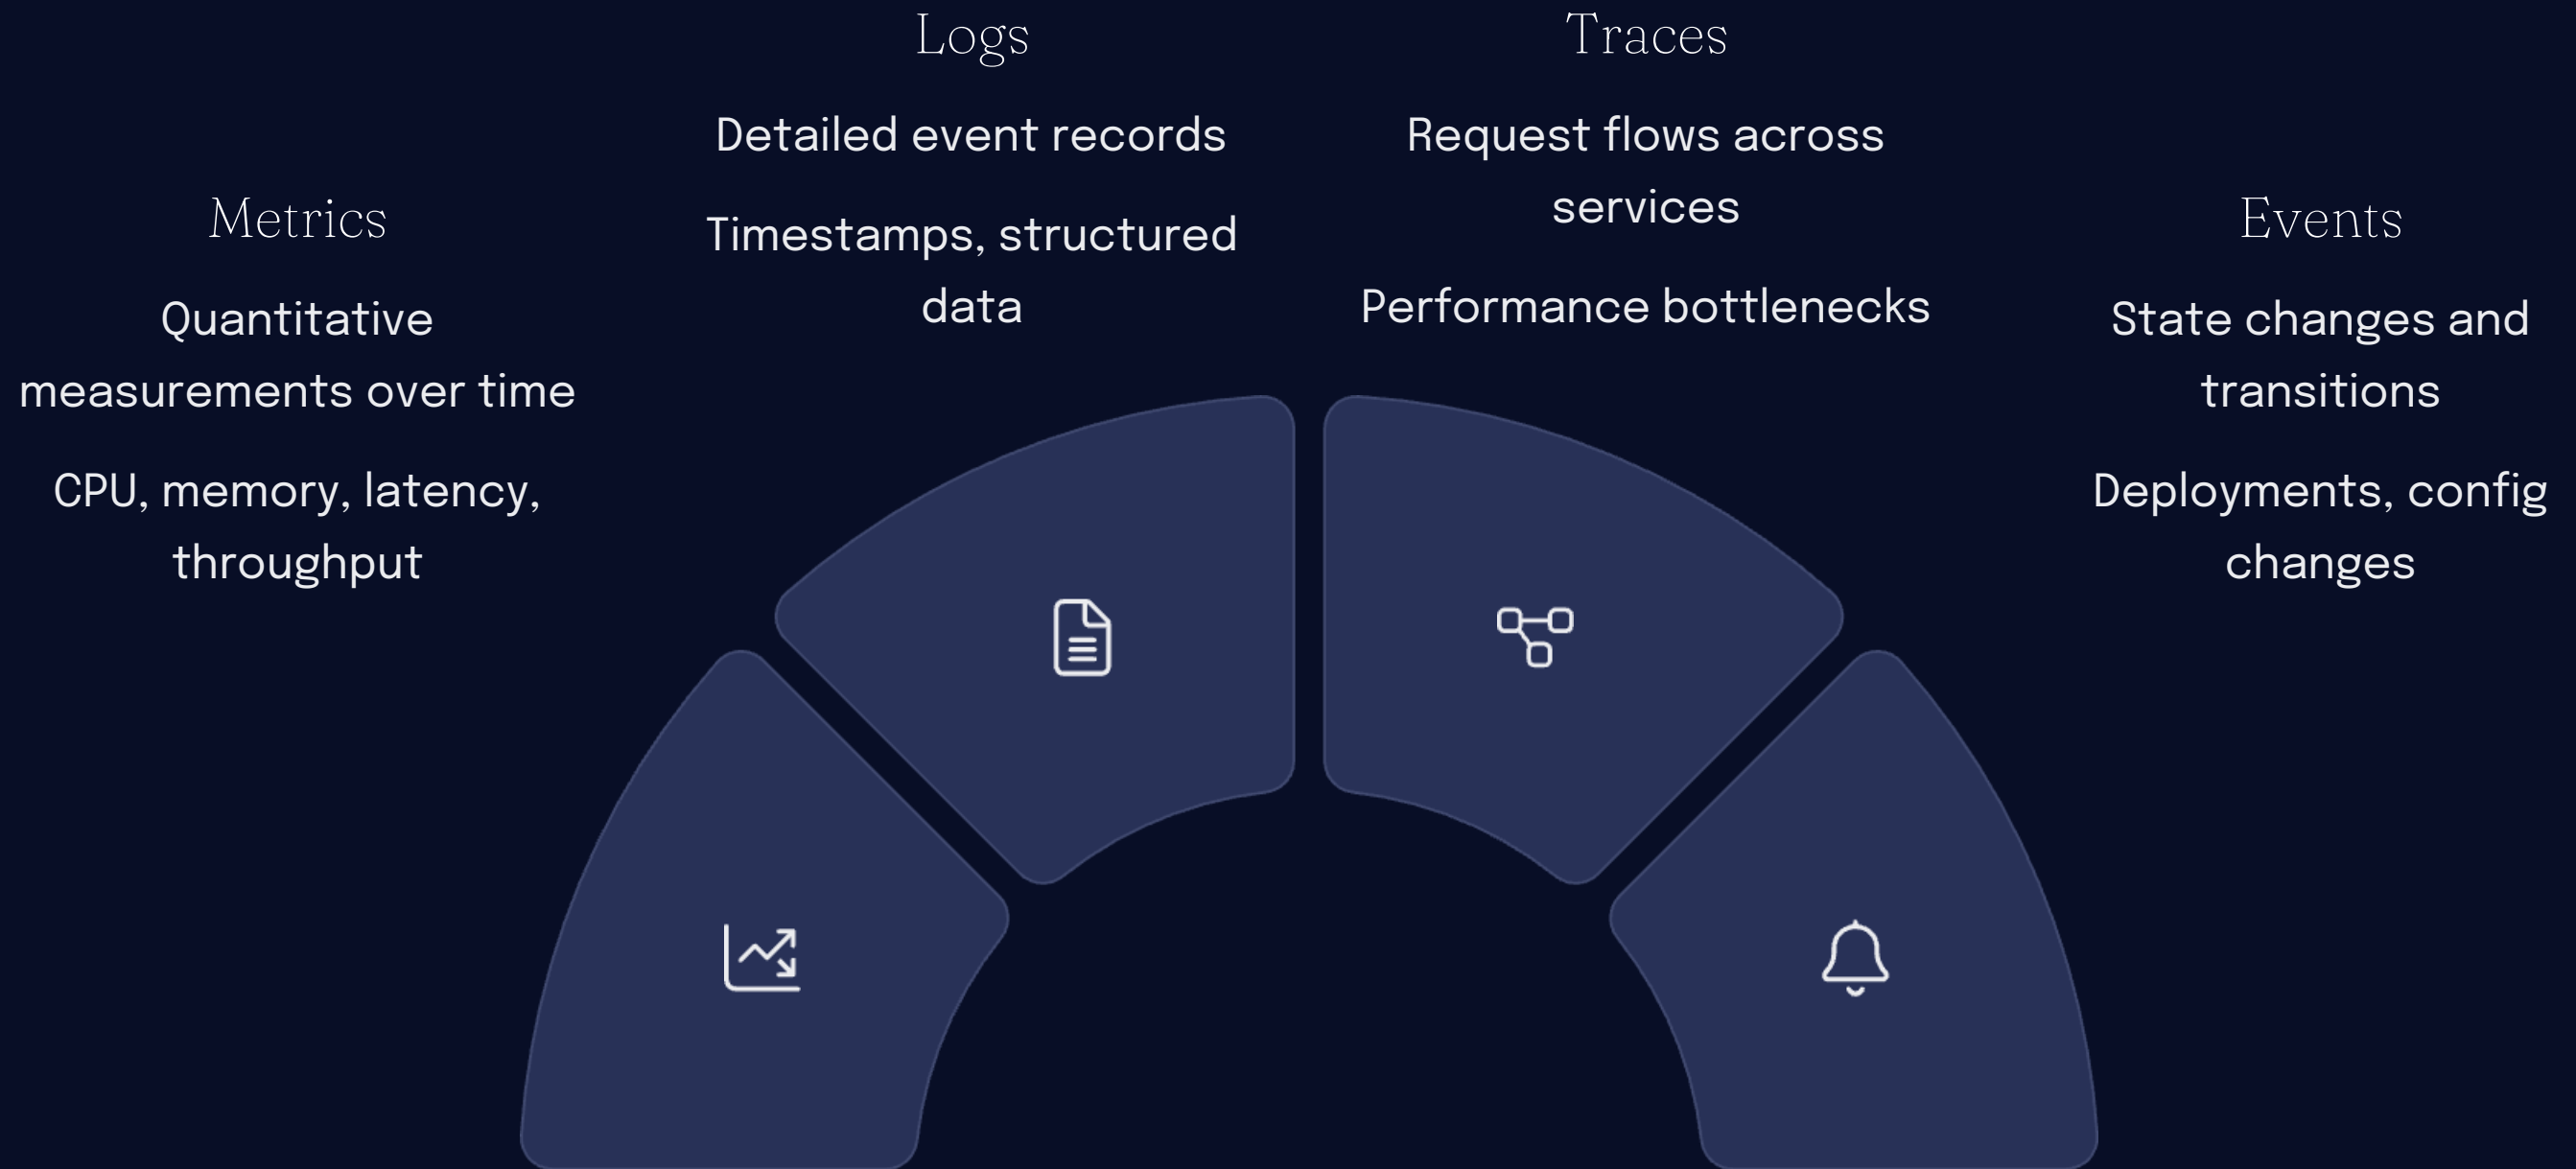 Metrics
Quantitative
measurements over time
CPU, memory, latency,
throughput
Logs
Detailed event records
Timestamps, structured
data
Traces
Request flows across
services
Performance bottlenecks
Events
State changes and
transitions
Deployments, config
changes